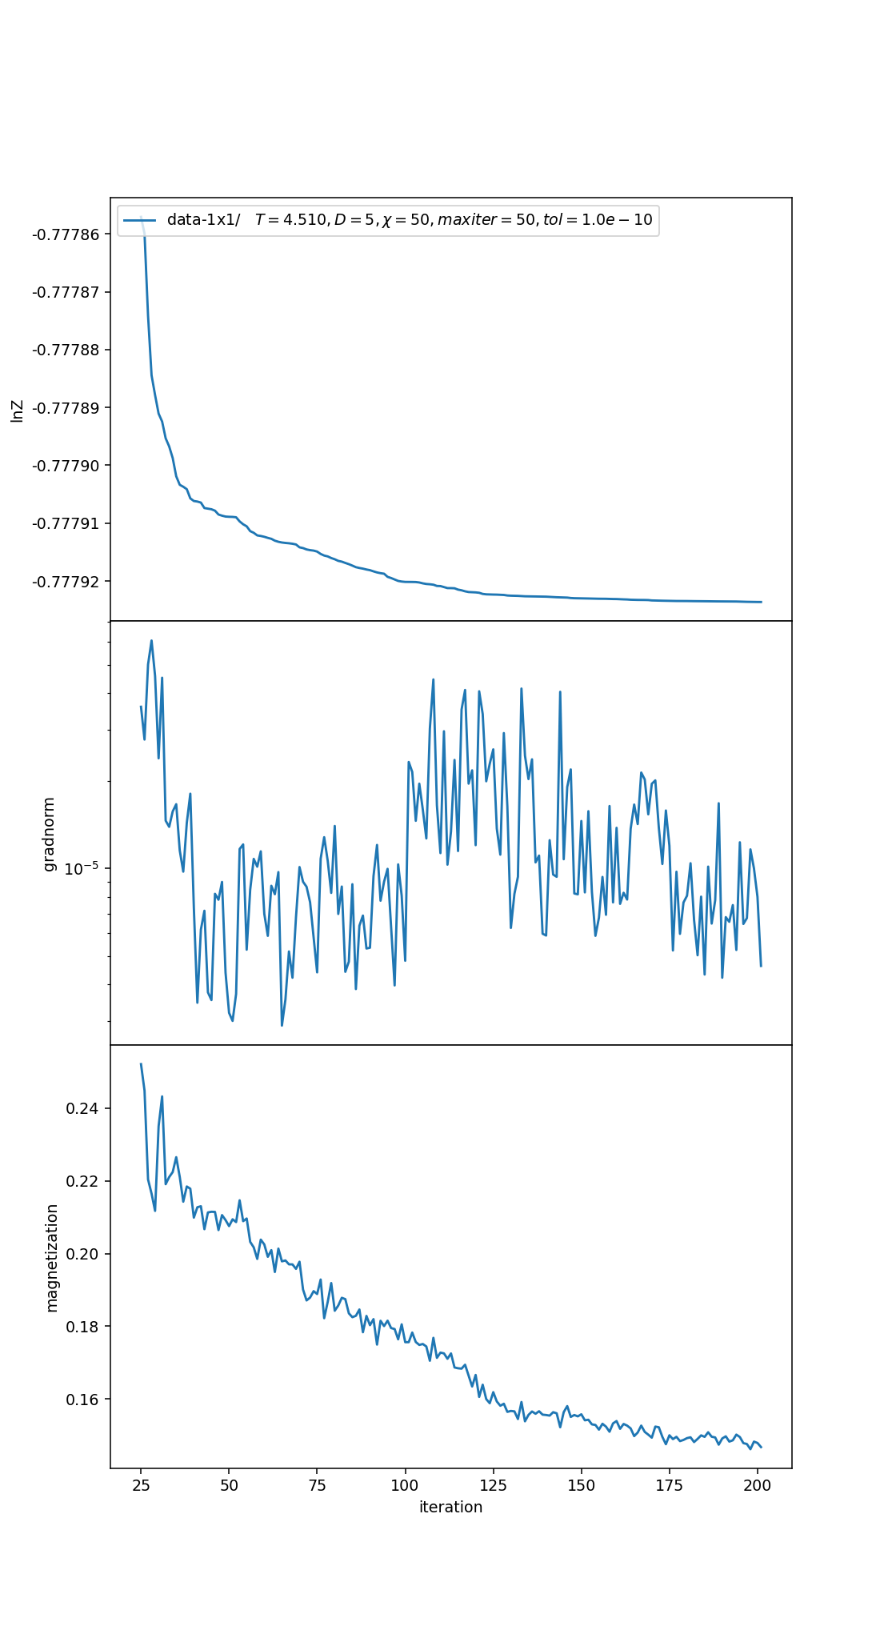 data-1x1/ T = 4.510, D = 5, χ = 50, maxiter = 50, tol = 1.0e − 10
-0.77786
-0.77787
-0.77788
-0.77789
-0.77790
-0.77791
-0.77792
lnZ
10⁻⁵
gradnorm
0.24
0.22
0.20
0.18
0.16
magnetization
25 50 75 100 125 150 175 200
iteration